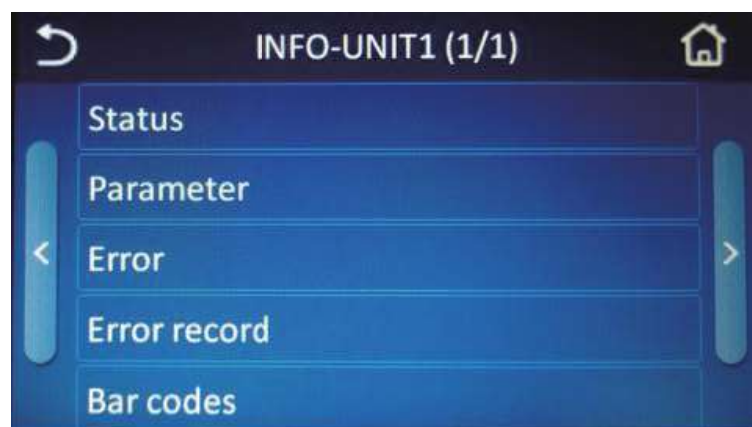 INFO-UNIT1 (1/1)
Status
Parameter
Error
Error record
Bar codes